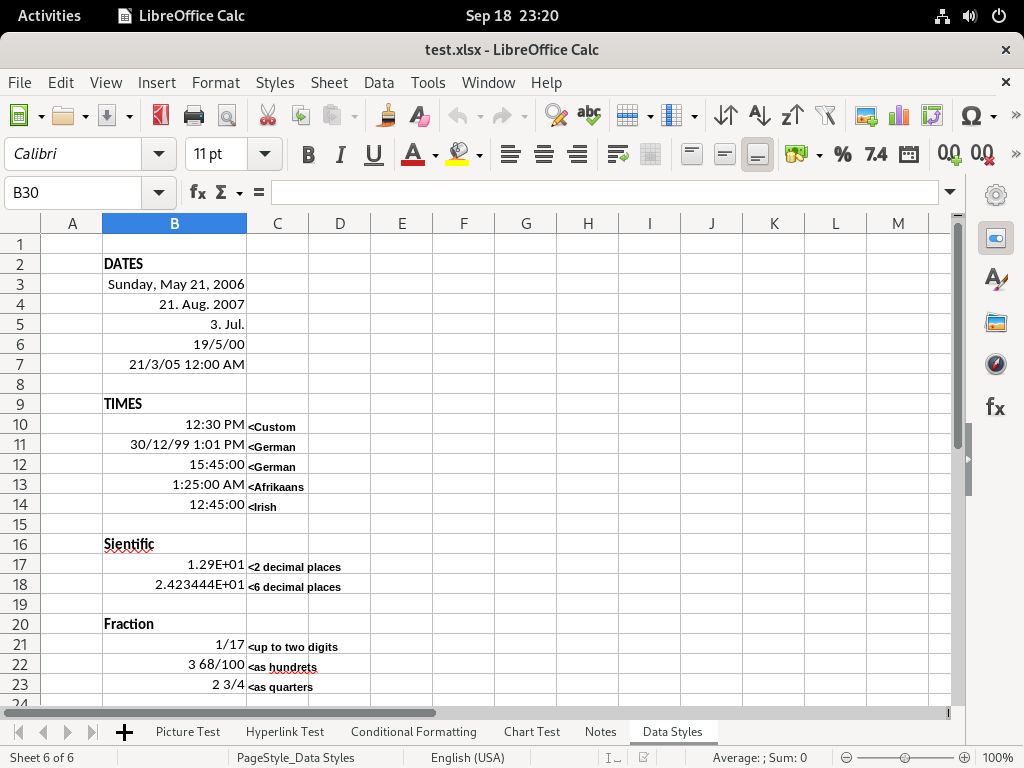 Activities LibreOffice Calc Sep 18 23:20
test.xlsx - LibreOffice Calc
File Edit View Insert Format Styles Sheet Data Tools Window Help
Calibri 11 pt
B30
A B C D E F G H I J K L M
1
2 DATES
3 Sunday, May 21, 2006
4 21. Aug. 2007
5 3. Jul.
6 19/5/00
7 21/3/05 12:00 AM
8
9 TIMES
10 12:30 PM <Custom
11 30/12/99 1:01 PM <German
12 15:45:00 <German
13 1:25:00 AM <Afrikaans
14 12:45:00 <Irish
15
16 Sientific
17 1.29E+01 <2 decimal places
18 2.423444E+01 <6 decimal places
19
20 Fraction
21 1/17 <up to two digits
22 3 68/100 <as hundrets
23 2 3/4 <as quarters
24
Picture Test Hyperlink Test Conditional Formatting Chart Test Notes Data Styles
Sheet 6 of 6 PageStyle_Data Styles English (USA) Average: ; Sum: 0 100%